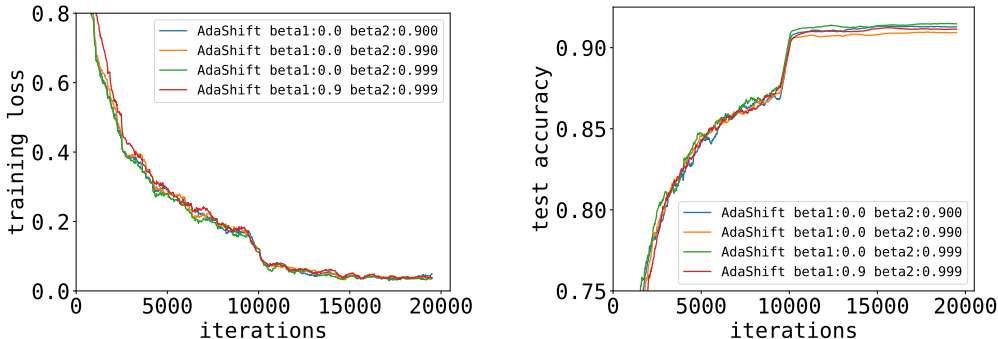 training loss
0.8
0.6
0.4
0.2
0.0
0 5000 10000 15000 20000
iterations
AdaShift beta1:0.0 beta2:0.900
AdaShift beta1:0.0 beta2:0.990
AdaShift beta1:0.0 beta2:0.999
AdaShift beta1:0.9 beta2:0.999
test accuracy
0.90
0.85
0.80
0.75
0 5000 10000 15000 20000
iterations
AdaShift beta1:0.0 beta2:0.900
AdaShift beta1:0.0 beta2:0.990
AdaShift beta1:0.0 beta2:0.999
AdaShift beta1:0.9 beta2:0.999